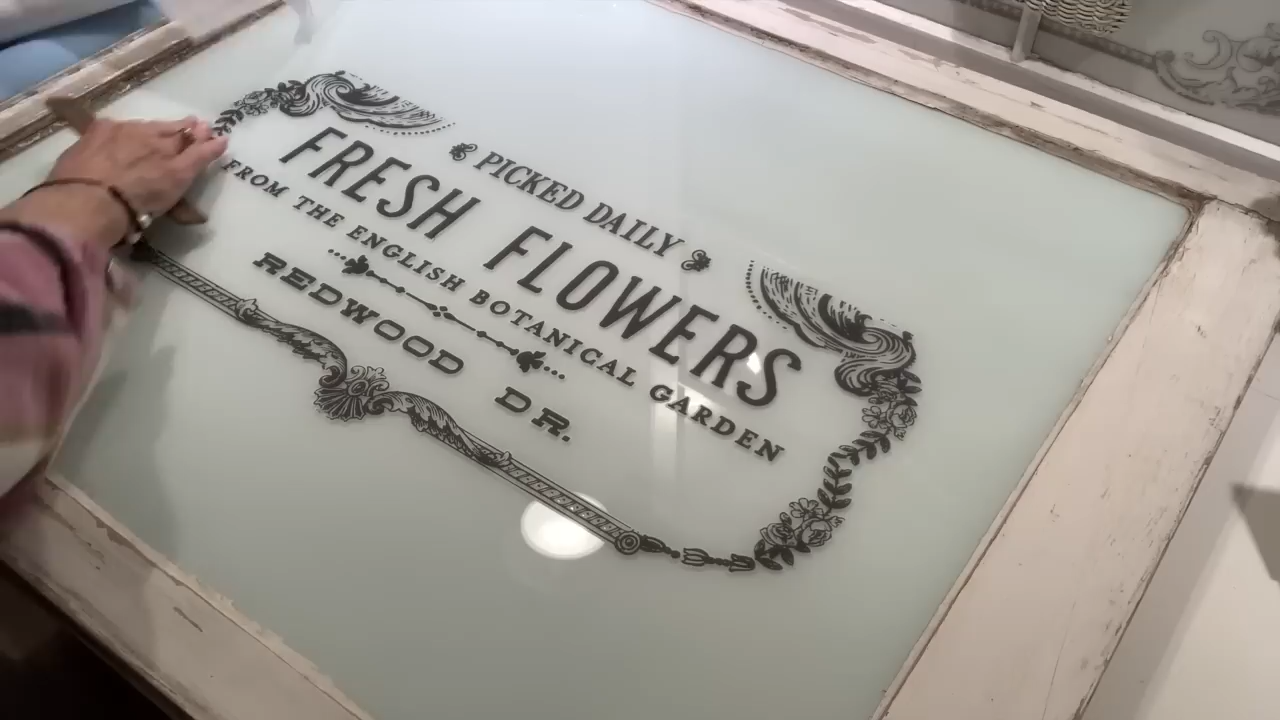 PICKED DAILY
FRESH FLOWERS
FROM THE ENGLISH BOTANICAL GARDEN
REDWOOD DR.